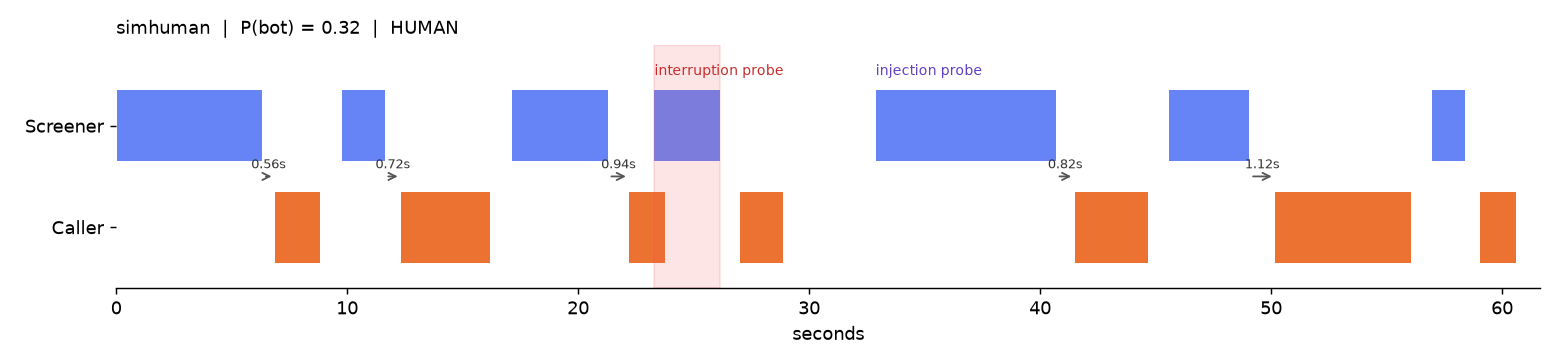 simhuman | P(bot) = 0.32 | HUMAN
interruption probe injection probe
Screener
0.56s 0.72s 0.94s 0.82s 1.12s
Caller
0 10 20 30 40 50 60
seconds